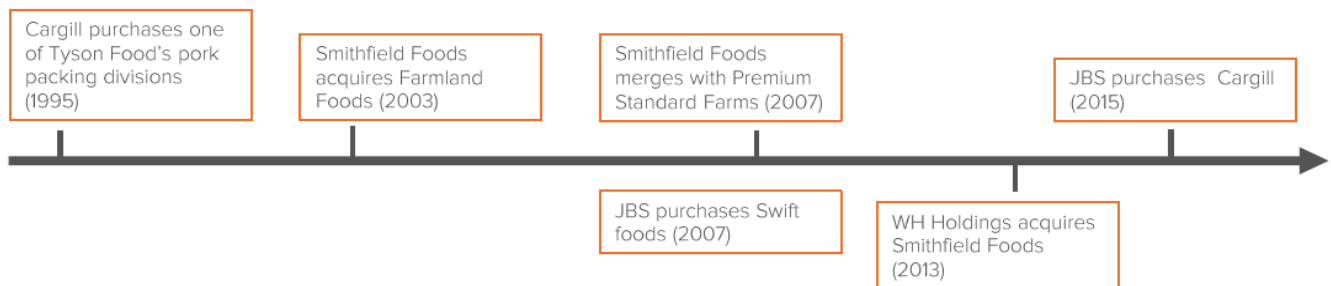 Cargill purchases one
of Tyson Food's pork
packing divisions
(1995)
Smithfield Foods
acquires Farmland
Foods (2003)
Smithfield Foods
merges with Premium
Standard Farms (2007)
JBS purchases Swift
foods (2007)
WH Holdings acquires
Smithfield Foods
(2013)
JBS purchases Cargill
(2015)